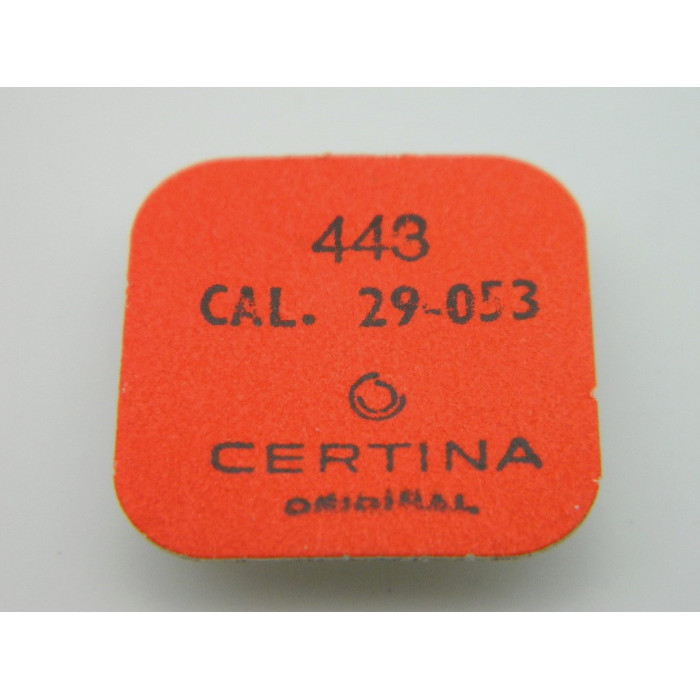 443
CAL. 29-053
CERTINA
ORIGINAL